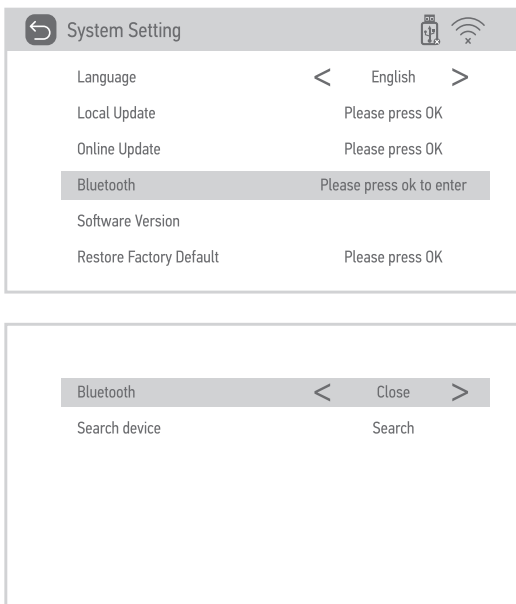 System Setting
Language < English >
Local Update Please press OK
Online Update Please press OK
Bluetooth Please press ok to enter
Software Version
Restore Factory Default Please press OK
Bluetooth < Close >
Search device Search